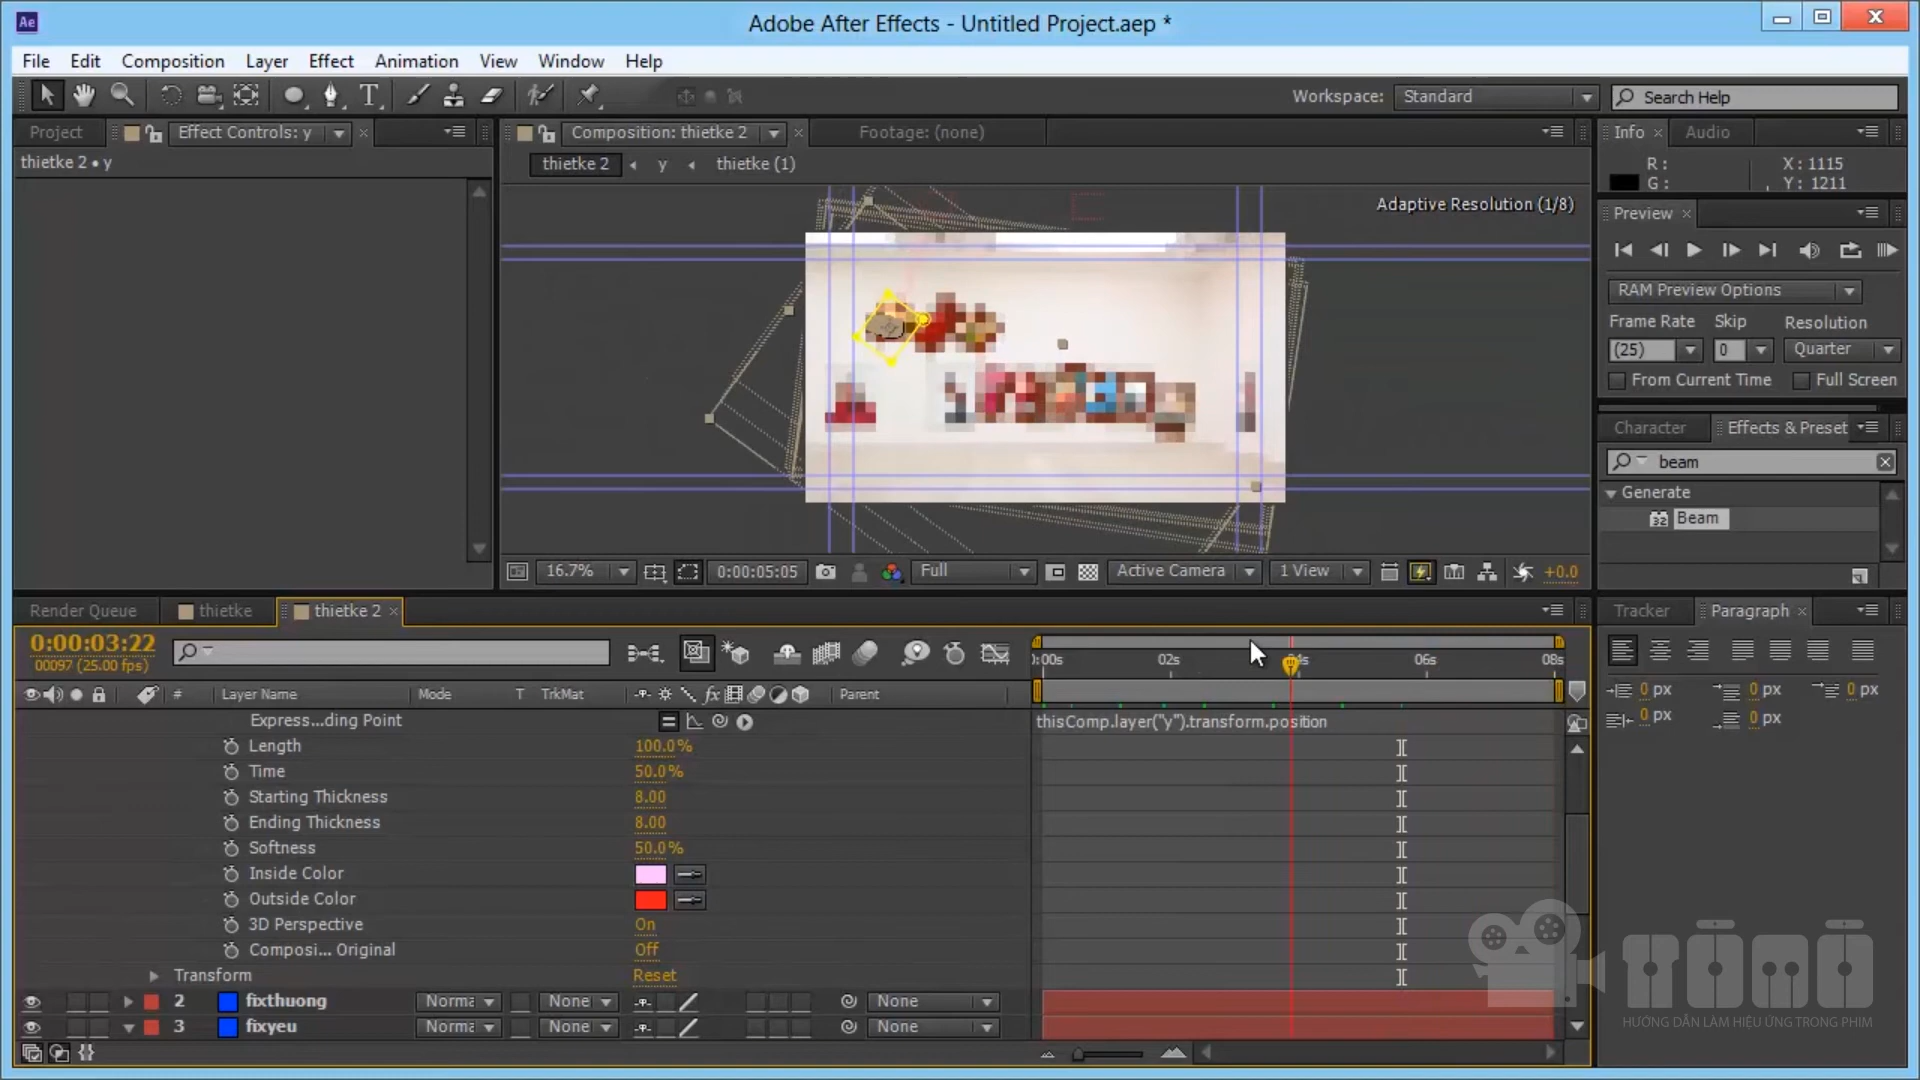 Ae
Adobe After Effects - Untitled Project.aep *
File Edit Composition Layer Effect Animation View Window Help
T
Workspace: Standard
Search Help
Project
Effect Controls: y
thietke 2 • y
Composition: thietke 2
Footage: (none)
thietke 2 y thietke (1)
Adaptive Resolution (1/8)
16.7%
0:00:05:05
Full
Active Camera
1 View
+0.0
Info
Audio
R :
G :
X : 1115
Y : 1211
Preview
RAM Preview Options
Frame Rate Skip Resolution
(25) 0 Quarter
From Current Time Full Screen
Character
Effects & Preset
beam
Generate
32 Beam
Render Queue
thietke
thietke 2
0:00:03:22
00097 (25.00 fps)
# Layer Name Mode T TrkMat fx Parent
):00s 02s 04s 06s 08s
Express...ding Point
thisComp.layer("y").transform.position
Length 100.0%
Time 50.0%
Starting Thickness 8.00
Ending Thickness 8.00
Softness 50.0%
Inside Color
Outside Color
3D Perspective On
Composi... Original Off
Transform Reset
2 fixthuong Norma None None
3 fixyeu Norma None None
Tracker
Paragraph
0 px 0 px 0 px
0 px 0 px
HƯỚNG DẪN LÀM HIỆU ỨNG TRONG PHIM